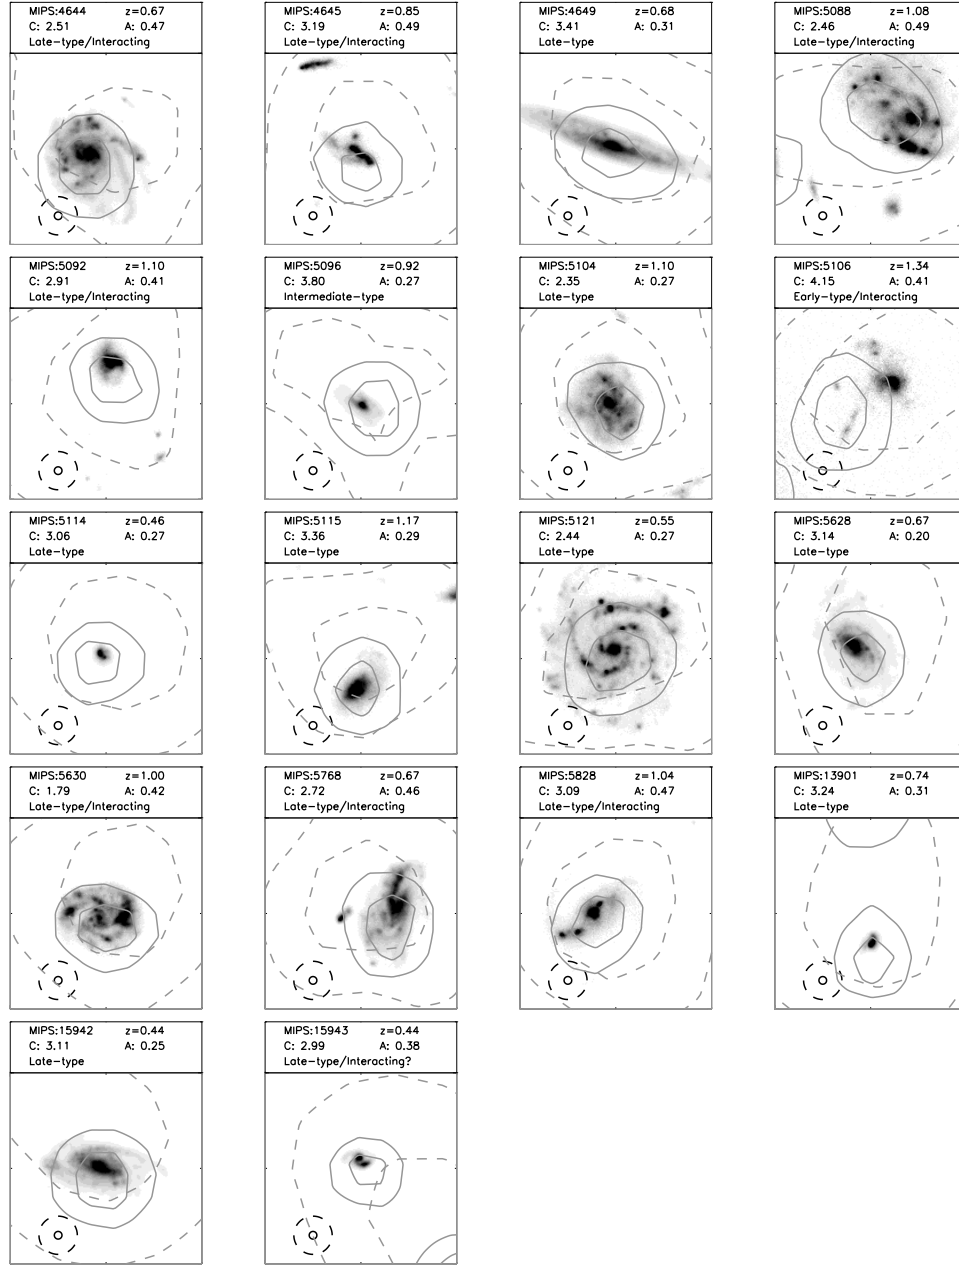 MIPS:4644 z=0.67
C: 2.51 A: 0.47
Late-type/Interacting
MIPS:4645 z=0.85
C: 3.19 A: 0.49
Late-type/Interacting
MIPS:4649 z=0.68
C: 3.41 A: 0.31
Late-type
MIPS:5088 z=1.08
C: 2.46 A: 0.49
Late-type/Interacting
MIPS:5092 z=1.10
C: 2.91 A: 0.41
Late-type/Interacting
MIPS:5096 z=0.92
C: 3.80 A: 0.27
Intermediate-type
MIPS:5104 z=1.10
C: 2.35 A: 0.27
Late-type
MIPS:5106 z=1.34
C: 4.15 A: 0.41
Early-type/Interacting
MIPS:5114 z=0.46
C: 3.06 A: 0.27
Late-type
MIPS:5115 z=1.17
C: 3.36 A: 0.29
Late-type
MIPS:5121 z=0.55
C: 2.44 A: 0.27
Late-type
MIPS:5628 z=0.67
C: 3.14 A: 0.20
Late-type
MIPS:5630 z=1.00
C: 1.79 A: 0.42
Late-type/Interacting
MIPS:5768 z=0.67
C: 2.72 A: 0.46
Late-type/Interacting
MIPS:5828 z=1.04
C: 3.09 A: 0.47
Late-type/Interacting
MIPS:13901 z=0.74
C: 3.24 A: 0.31
Late-type
MIPS:15942 z=0.44
C: 3.11 A: 0.25
Late-type
MIPS:15943 z=0.44
C: 2.99 A: 0.38
Late-type/Interacting?